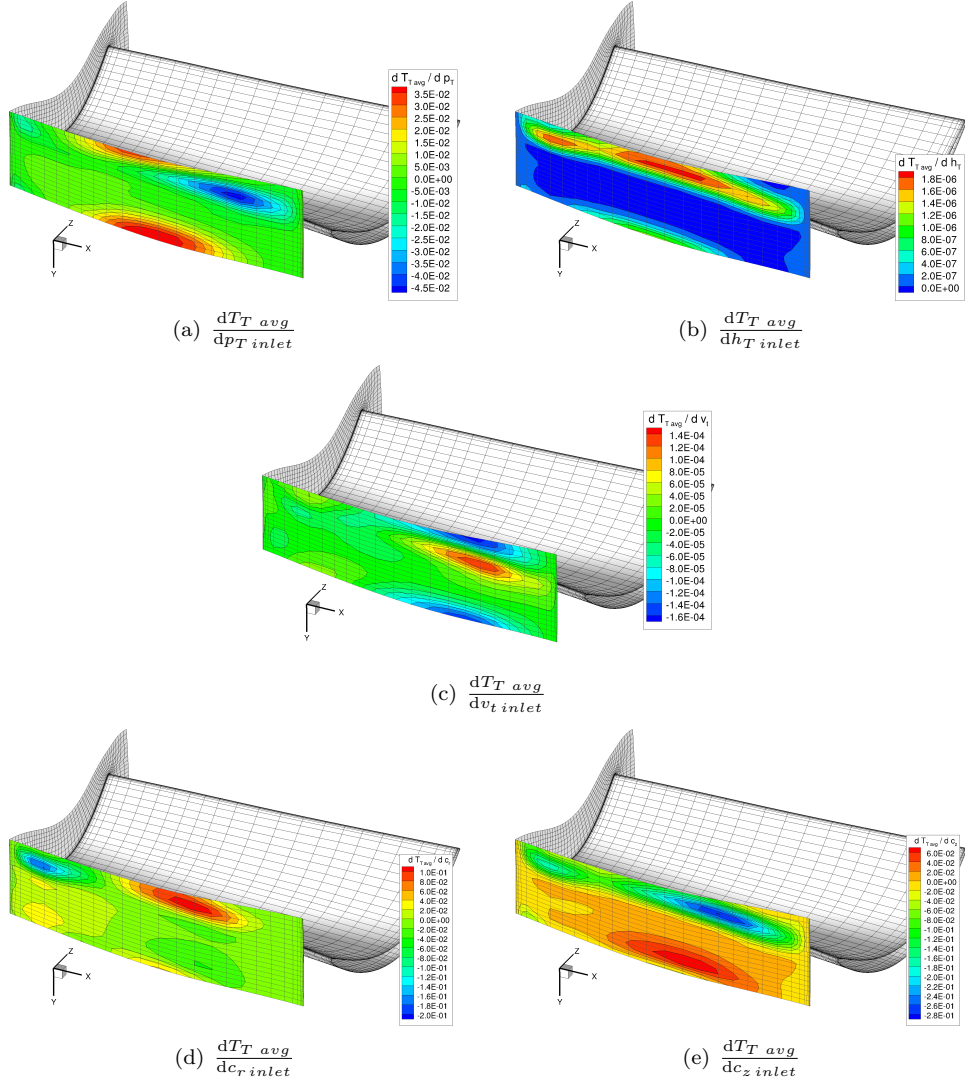 d T_T avg / d p_T
3.5E-02
3.0E-02
2.5E-02
2.0E-02
1.5E-02
1.0E-02
5.0E-03
0.0E+00
-5.0E-03
-1.0E-02
-1.5E-02
-2.0E-02
-2.5E-02
-3.0E-02
-3.5E-02
-4.0E-02
-4.5E-02
Z
X
Y
(a) dT_T avg / dp_T inlet
d T_T avg / d h_T
1.8E-06
1.6E-06
1.4E-06
1.2E-06
1.0E-06
8.0E-07
6.0E-07
4.0E-07
2.0E-07
0.0E+00
Z
X
Y
(b) dT_T avg / dh_T inlet
d T_T avg / d v_t
1.4E-04
1.2E-04
1.0E-04
8.0E-05
6.0E-05
4.0E-05
2.0E-05
0.0E+00
-2.0E-05
-4.0E-05
-6.0E-05
-8.0E-05
-1.0E-04
-1.2E-04
-1.4E-04
-1.6E-04
Z
X
Y
(c) dT_T avg / dv_t inlet
d T_T avg / d c_r
1.0E-01
8.0E-02
6.0E-02
4.0E-02
2.0E-02
0.0E+00
-2.0E-02
-4.0E-02
-6.0E-02
-8.0E-02
-1.0E-01
-1.2E-01
-1.4E-01
-1.6E-01
-1.8E-01
-2.0E-01
Z
X
Y
(d) dT_T avg / dc_r inlet
d T_T avg / d c_z
6.0E-02
4.0E-02
2.0E-02
0.0E+00
-2.0E-02
-4.0E-02
-6.0E-02
-8.0E-02
-1.0E-01
-1.2E-01
-1.4E-01
-1.6E-01
-1.8E-01
-2.0E-01
-2.2E-01
-2.4E-01
-2.6E-01
-2.8E-01
Z
X
Y
(e) dT_T avg / dc_z inlet